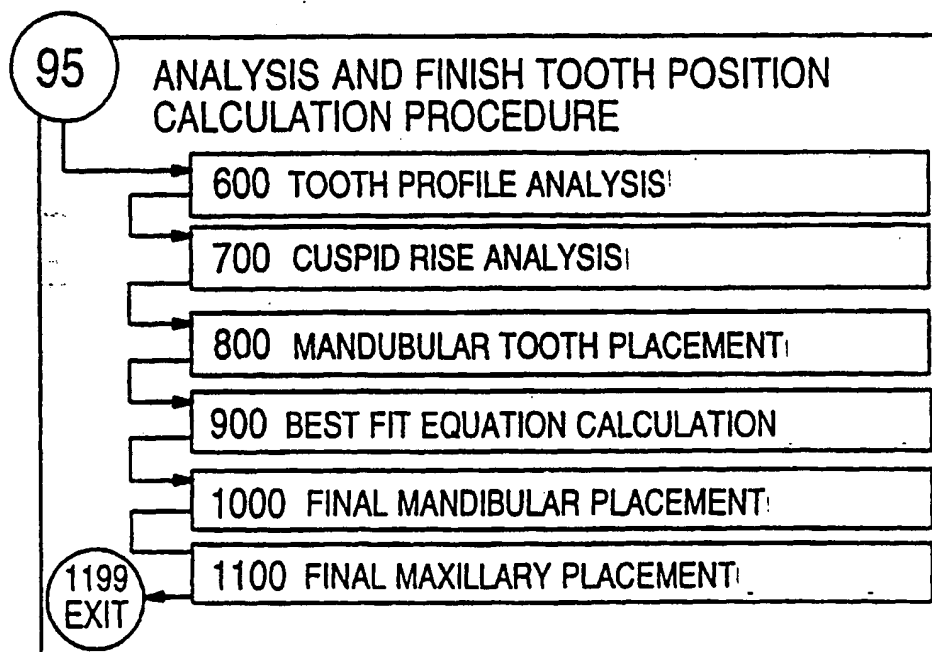 95
ANALYSIS AND FINISH TOOTH POSITION
CALCULATION PROCEDURE
600 TOOTH PROFILE ANALYSIS
700 CUSPID RISE ANALYSIS
800 MANDUBULAR TOOTH PLACEMENT
900 BEST FIT EQUATION CALCULATION
1000 FINAL MANDIBULAR PLACEMENT
1100 FINAL MAXILLARY PLACEMENT
1199
EXIT